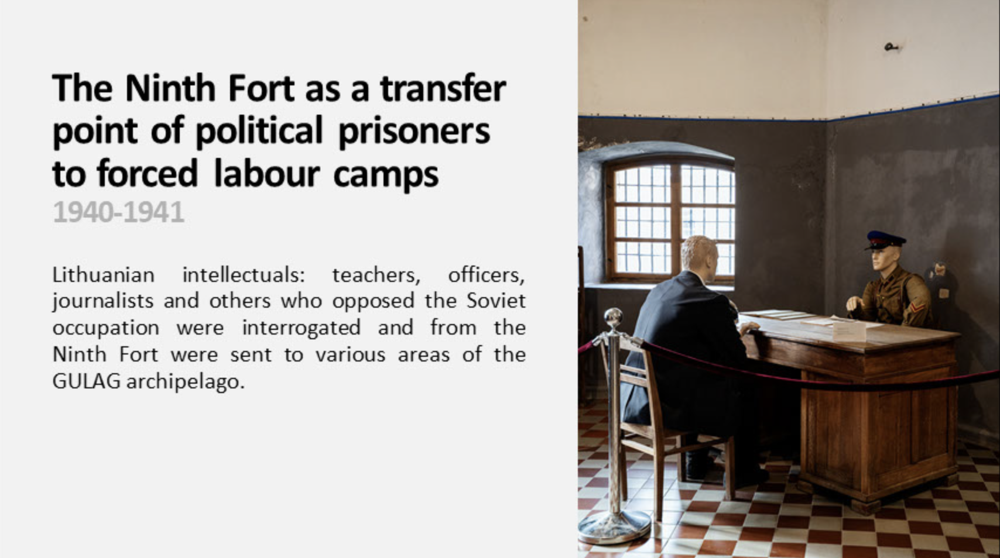 The Ninth Fort as a transfer
point of political prisoners
to forced labour camps
1940-1941
Lithuanian intellectuals: teachers, officers,
journalists and others who opposed the Soviet
occupation were interrogated and from the
Ninth Fort were sent to various areas of the
GULAG archipelago.